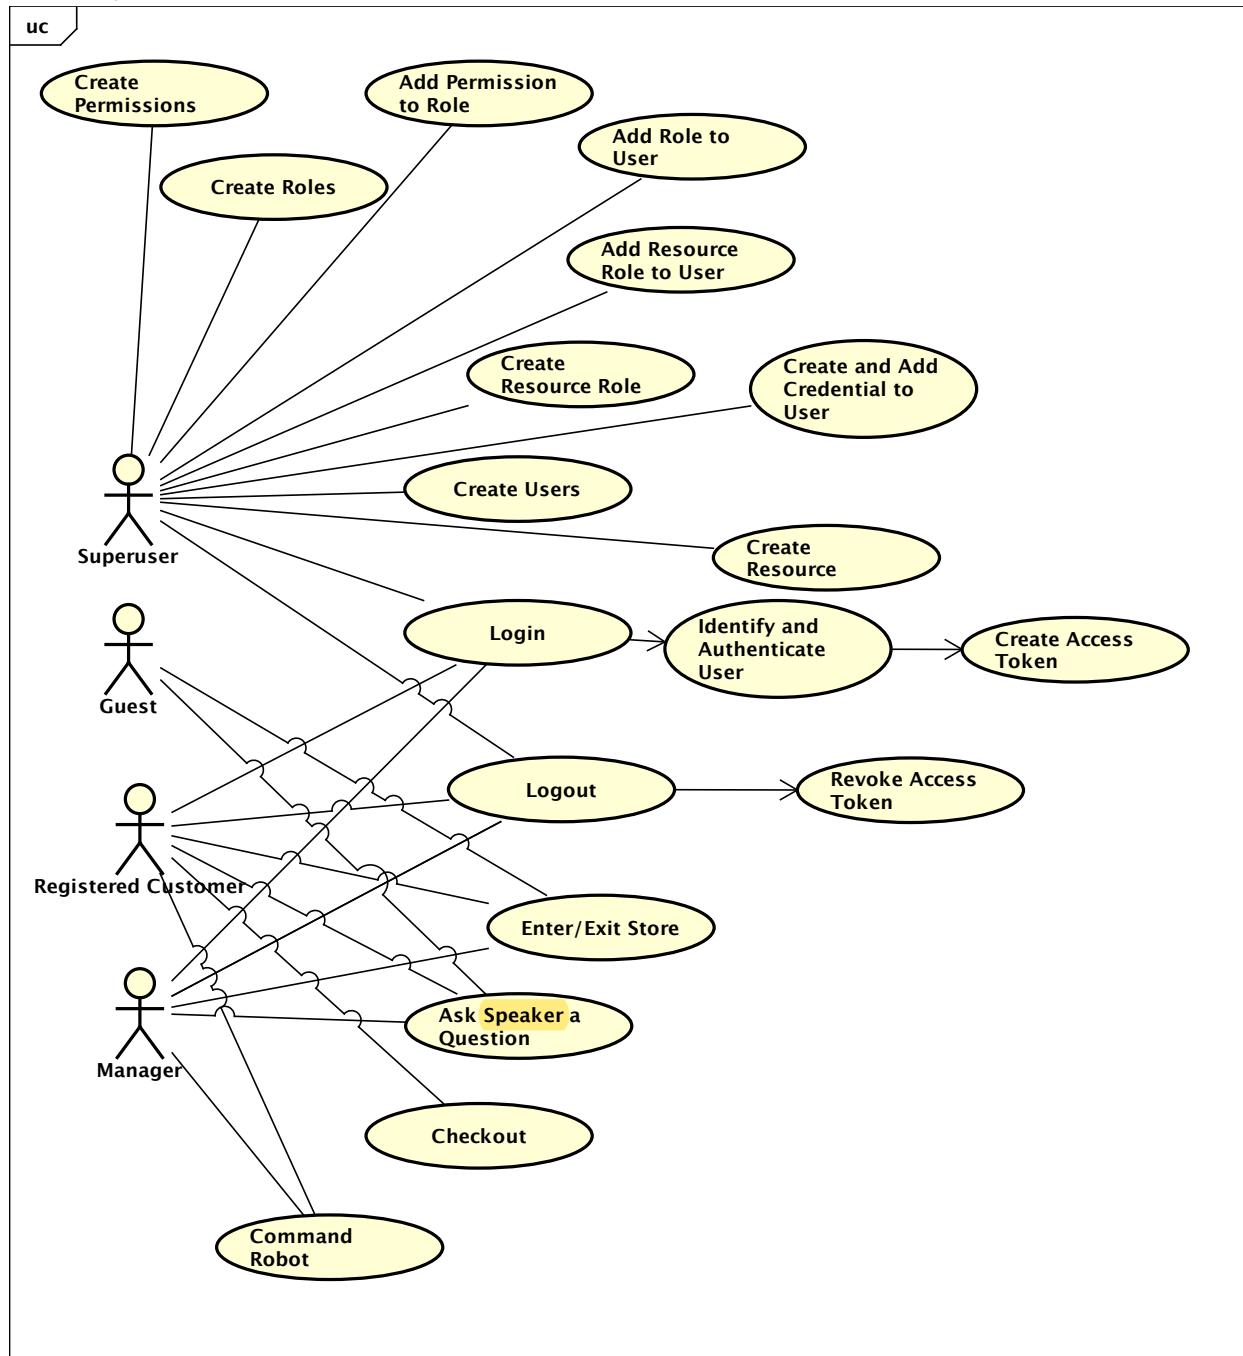 uc
Create
Permissions
Add Permission
to Role
Add Role to
User
Create Roles
Add Resource
Role to User
Create
Resource Role
Create and Add
Credential to
User
Create Users
Superuser
Create
Resource
Login
Identify and
Authenticate
User
Create Access
Token
Guest
Logout
Revoke Access
Token
Registered Customer
Enter/Exit Store
Ask Speaker a
Question
Manager
Checkout
Command
Robot